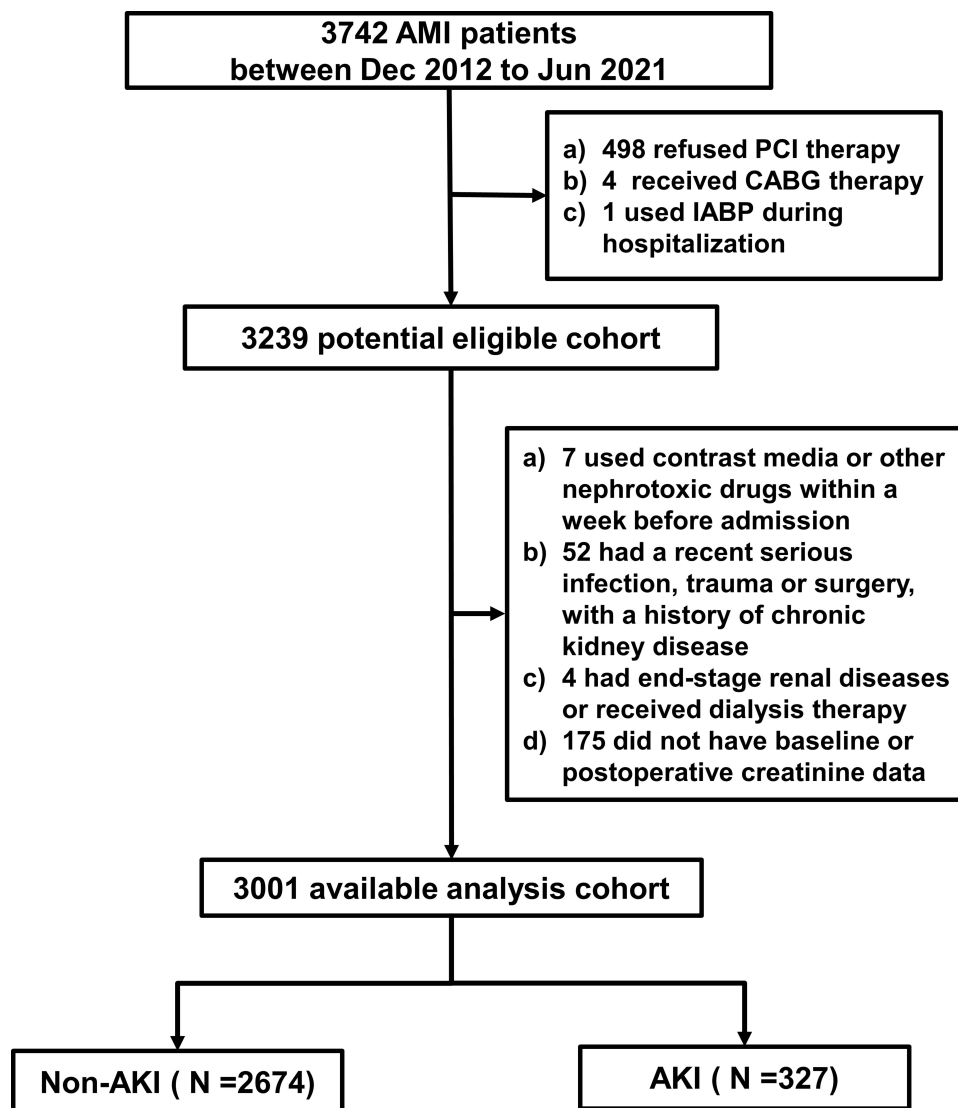 3742 AMI patients
between Dec 2012 to Jun 2021
a) 498 refused PCI therapy
b) 4 received CABG therapy
c) 1 used IABP during
hospitalization
3239 potential eligible cohort
a) 7 used contrast media or other
nephrotoxic drugs within a
week before admission
b) 52 had a recent serious
infection, trauma or surgery,
with a history of chronic
kidney disease
c) 4 had end-stage renal diseases
or received dialysis therapy
d) 175 did not have baseline or
postoperative creatinine data
3001 available analysis cohort
Non-AKI ( N =2674)
AKI ( N =327)